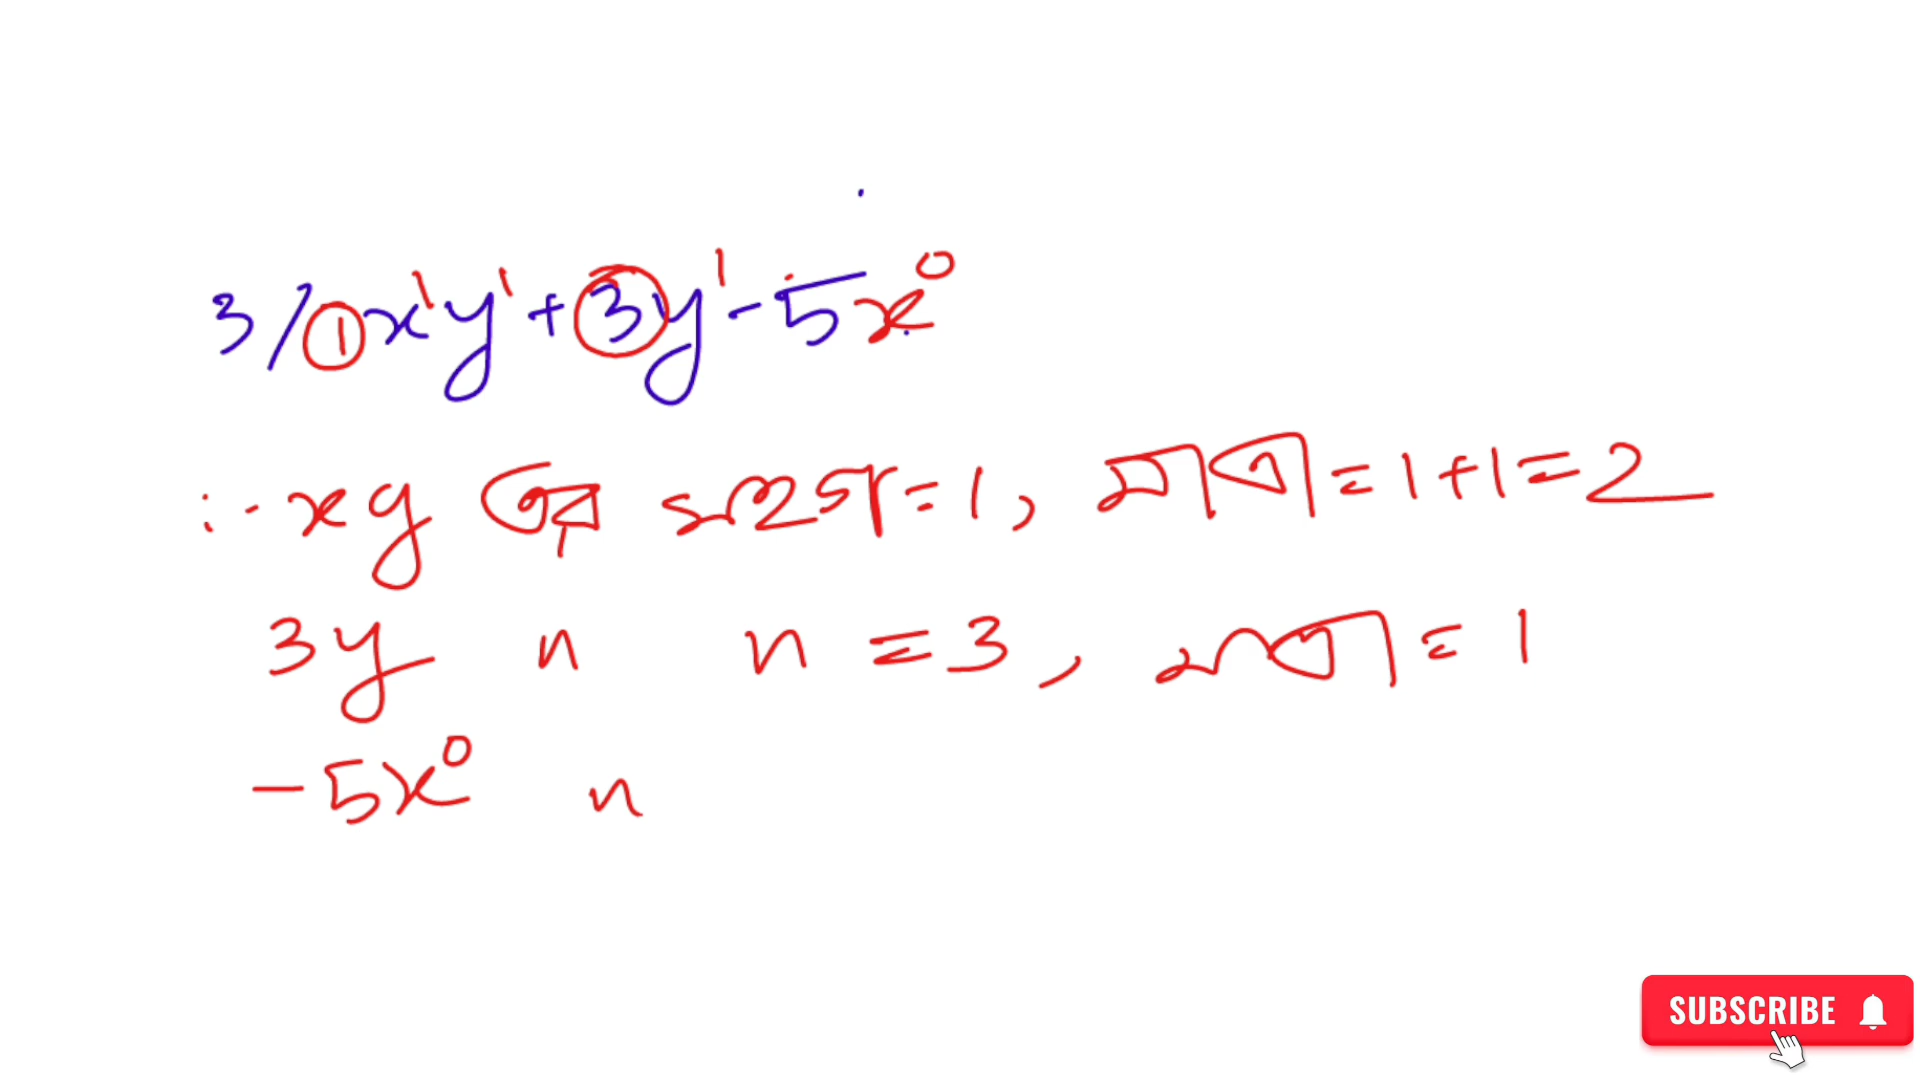 3/ ①x¹y¹ + 3y¹ - 5x⁰
∴ xy এর সহগ = 1, মাত্রা = 1+1=2
3y n n = 3, মাত্রা = 1
-5x⁰ n
SUBSCRIBE